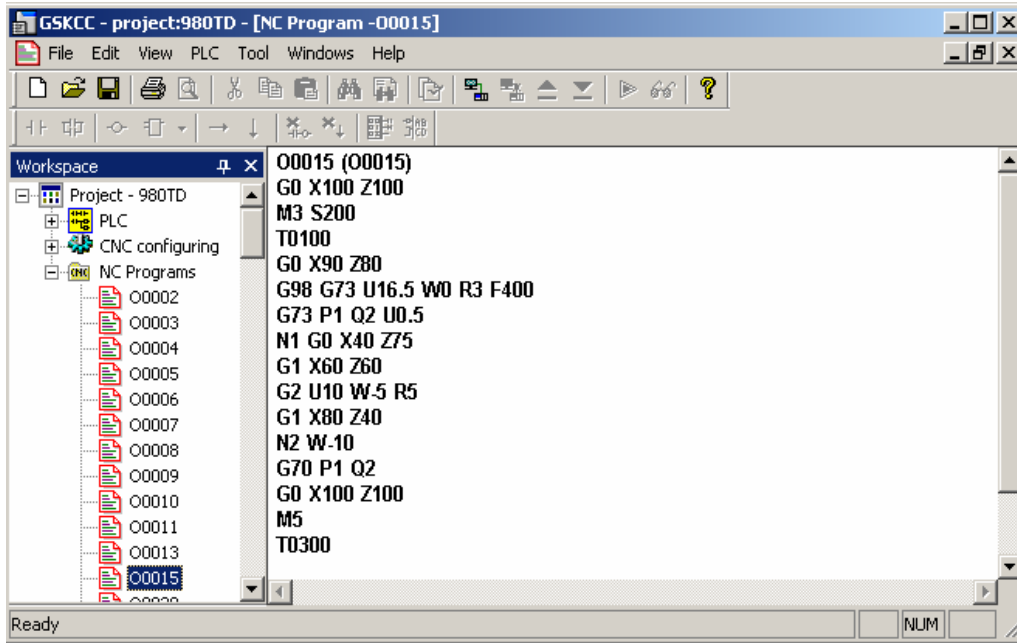 GSKCC - project:980TD - [NC Program -O0015]
File Edit View PLC Tool Windows Help
Workspace
Project - 980TD
PLC
CNC configuring
CNC NC Programs
O0002
O0003
O0004
O0005
O0006
O0007
O0008
O0009
O0010
O0011
O0013
O0015
O0015 (O0015)
G0 X100 Z100
M3 S200
T0100
G0 X90 Z80
G98 G73 U16.5 W0 R3 F400
G73 P1 Q2 U0.5
N1 G0 X40 Z75
G1 X60 Z60
G2 U10 W-5 R5
G1 X80 Z40
N2 W-10
G70 P1 Q2
G0 X100 Z100
M5
T0300
Ready
NUM